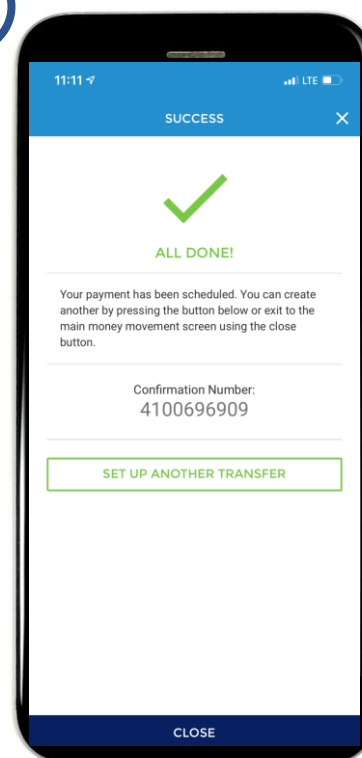 11:11
LTE
SUCCESS
ALL DONE!
Your payment has been scheduled. You can create
another by pressing the button below or exit to the
main money movement screen using the close
button.
Confirmation Number:
4100696909
SET UP ANOTHER TRANSFER
CLOSE